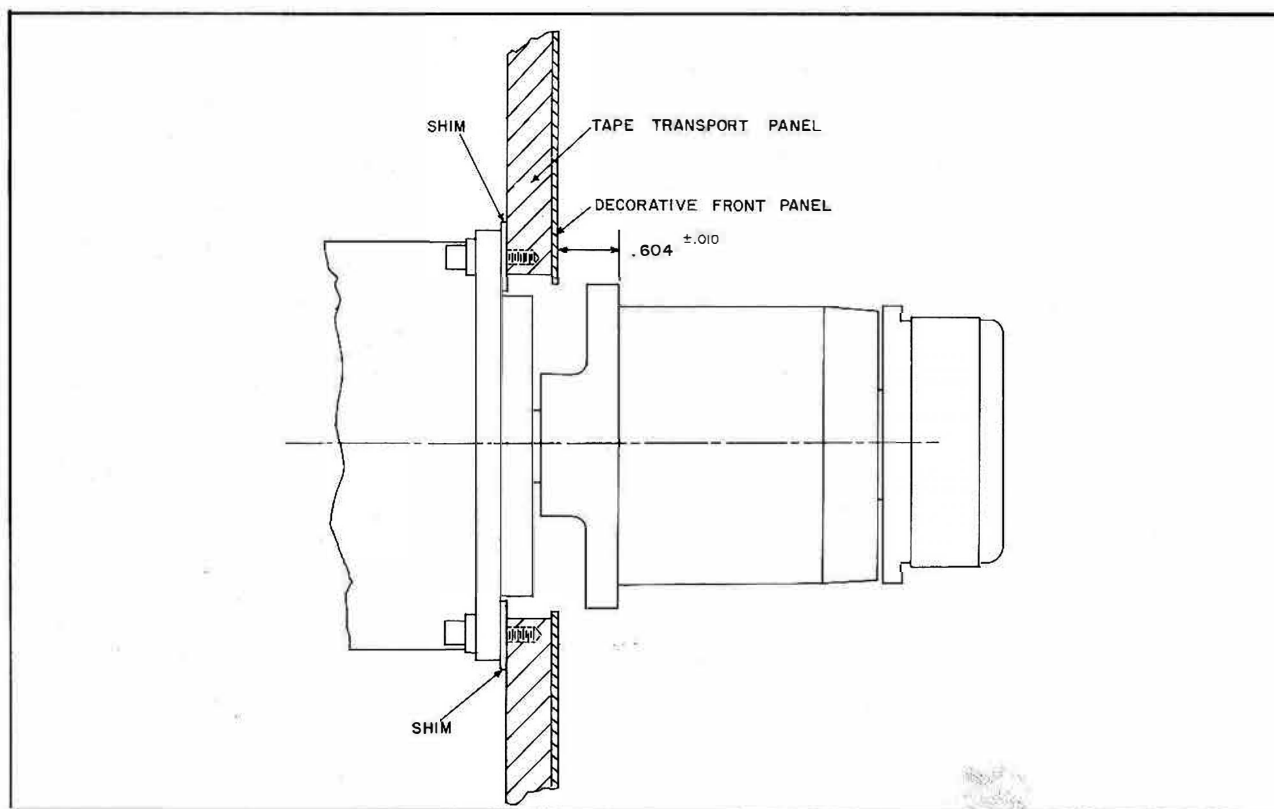 SHIM
TAPE TRANSPORT PANEL
DECORATIVE FRONT PANEL
.604 ±.010
SHIM